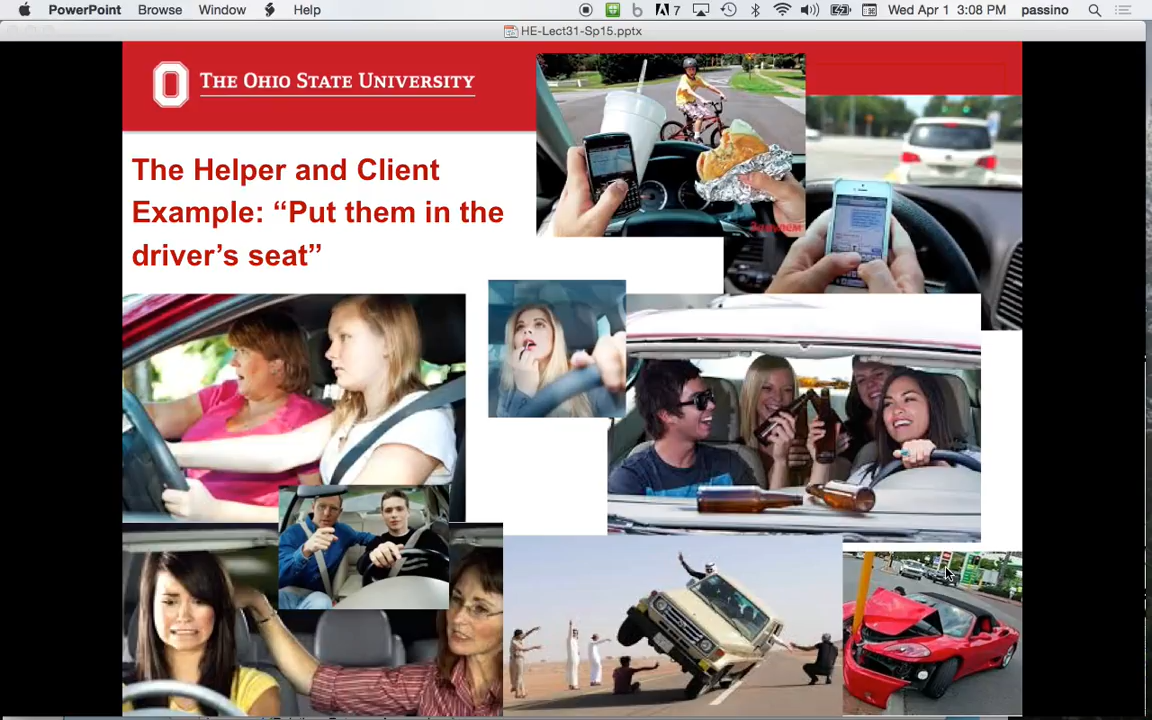 PowerPoint Browse Window Help
7 Wed Apr 1 3:08 PM passino
HE-Lect31-Sp15.pptx
THE OHIO STATE UNIVERSITY
The Helper and Client
Example: “Put them in the
driver’s seat”